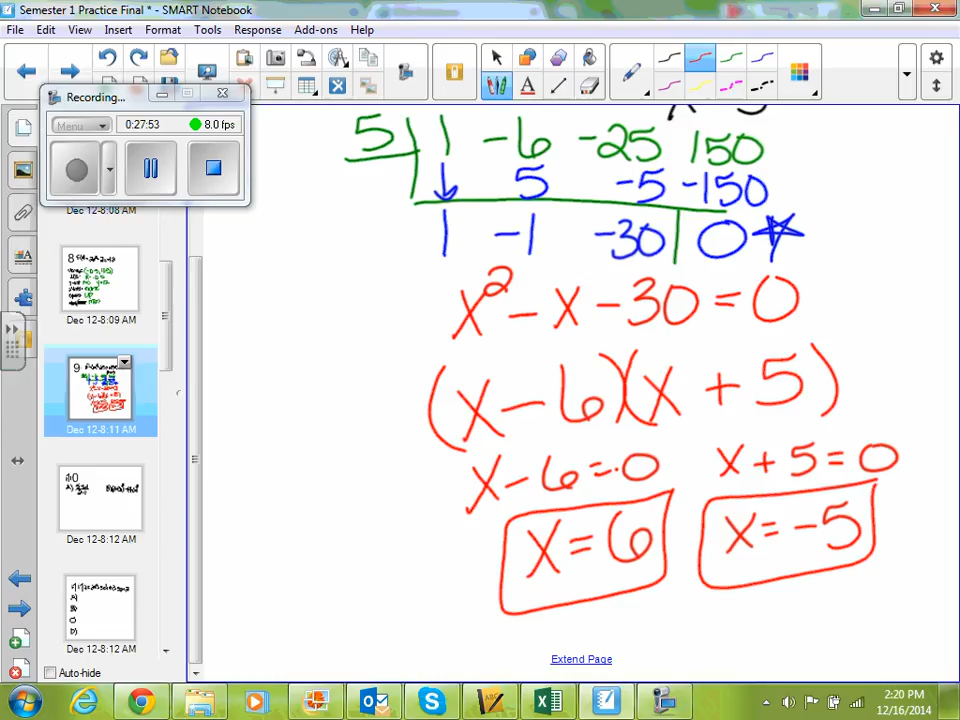 Semester 1 Practice Final * - SMART Notebook
File Edit View Insert Format Tools Response Add-ons Help
Recording...
Menu 0:27:53 8.0 fps
5 1 -6 -25 150
5 -5 -150
1 -1 -30 0
x² - x - 30 = 0
(x - 6)(x + 5)
x - 6 = 0 x + 5 = 0
x = 6 x = -5
Extend Page
Dec 12-8:08 AM
8
Dec 12-8:09 AM
9
Dec 12-8:11 AM
10
Dec 12-8:12 AM
A)
B)
C)
D)
Dec 12-8:12 AM
Auto-hide
2:20 PM
12/16/2014